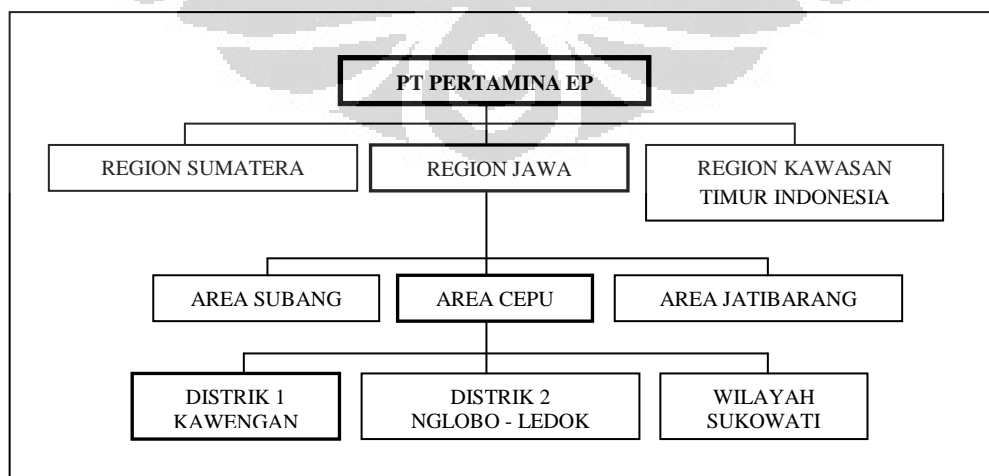 PT PERTAMINA EP
REGION SUMATERA
REGION JAWA
REGION KAWASAN
TIMUR INDONESIA
AREA SUBANG
AREA CEPU
AREA JATIBARANG
DISTRIK 1
KAWENGAN
DISTRIK 2
NGLOBO - LEDOK
WILAYAH
SUKOWATI